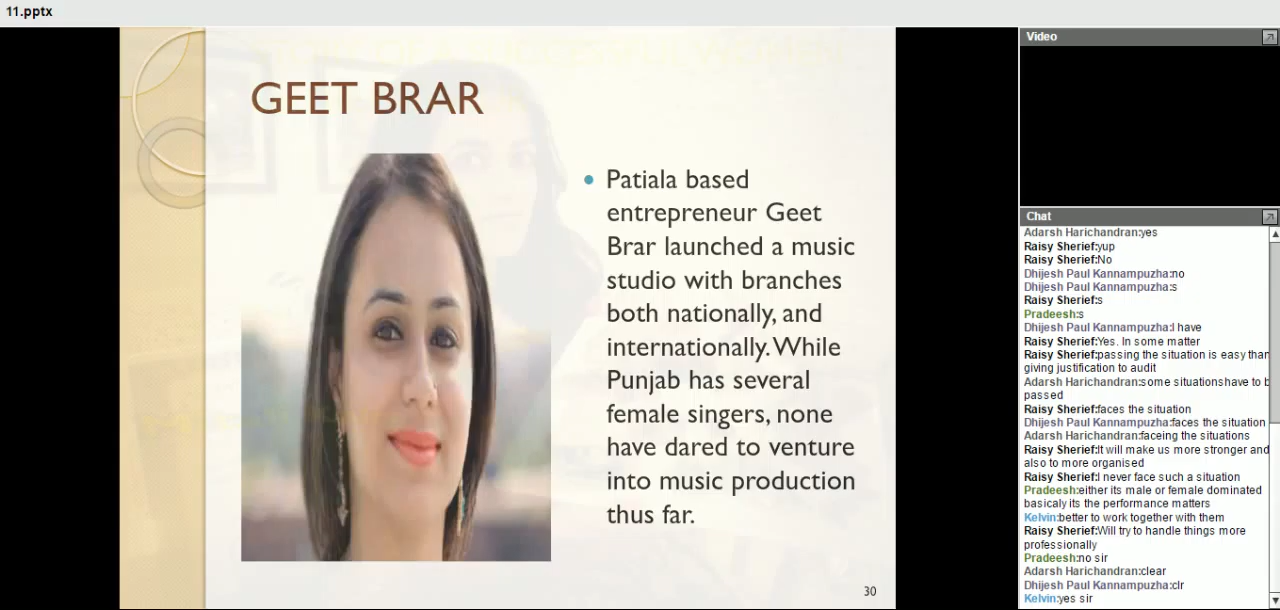 11.pptx
GEET BRAR
Patiala based
entrepreneur Geet
Brar launched a music
studio with branches
both nationally, and
internationally. While
Punjab has several
female singers, none
have dared to venture
into music production
thus far.
30
Video
Chat
Adarsh Harichandran:yes
Raisy Sherief:yup
Raisy Sherief:No
Dhijesh Paul Kannampuzha:no
Dhijesh Paul Kannampuzha:s
Raisy Sherief:s
Pradeesh:s
Dhijesh Paul Kannampuzha:I have
Raisy Sherief:Yes. In some matter
Raisy Sherief:passing the situation is easy than
giving justification to audit
Adarsh Harichandran:some situations have to b
passed
Raisy Sherief:faces the situation
Dhijesh Paul Kannampuzha:faces the situation
Adarsh Harichandran:faceing the situations
Raisy Sherief:It will make us more stronger and
also to more organised
Raisy Sherief:I never face such a situation
Pradeesh:either its male or female dominated
basicaly its the performance matters
Kelvin:better to work together with them
Raisy Sherief:Will try to handle things more
professionally
Pradeesh:no sir
Adarsh Harichandran:clear
Dhijesh Paul Kannampuzha:clr
Kelvin:yes sir